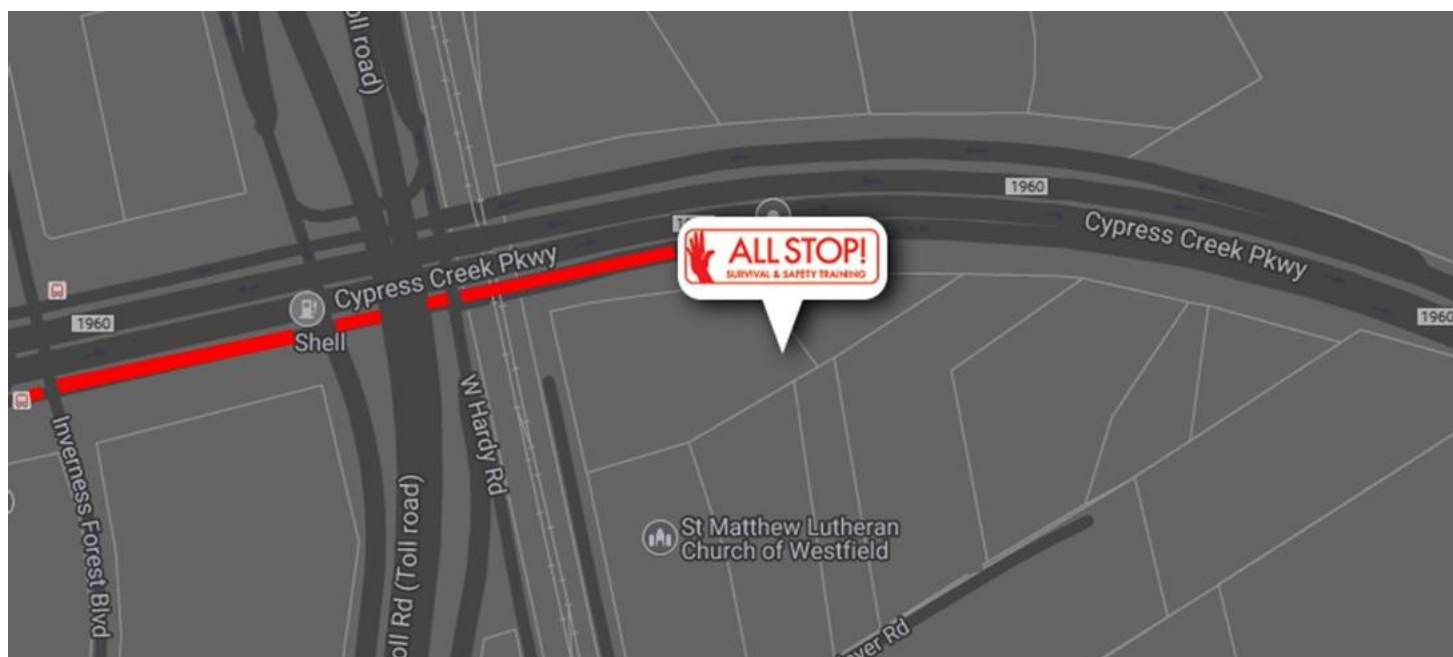 oll road)
1960
Cypress Creek Pkwy
ALL STOP!
SURVIVAL & SAFETY TRAINING
Cypress Creek Pkwy
1960
1960
Shell
W Hardy Rd
Inverness Forest Blvd
oll Rd (Toll road)
St Matthew Lutheran
Church of Westfield
Rd